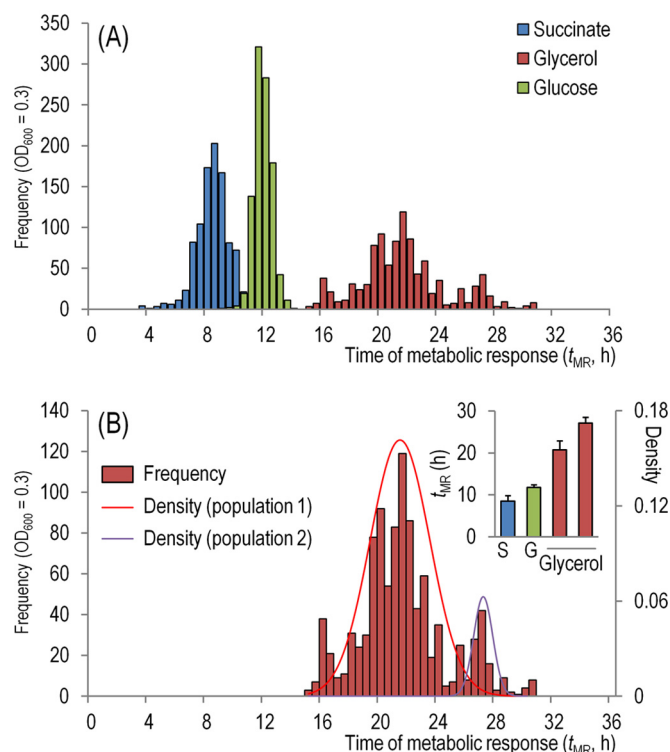 (A)
Succinate
Glycerol
Glucose
Frequency (OD600 = 0.3)
350
300
250
200
150
100
50
0
0 4 8 12 16 20 24 28 32 36
Time of metabolic response (tMR, h)
(B)
Frequency
Density (population 1)
Density (population 2)
Frequency (OD600 = 0.3)
140
120
100
80
60
40
20
0
tMR (h)
30
20
10
0
S G Glycerol
0.18
0.12
0.06
0
Density
0 4 8 12 16 20 24 28 32 36
Time of metabolic response (tMR, h)